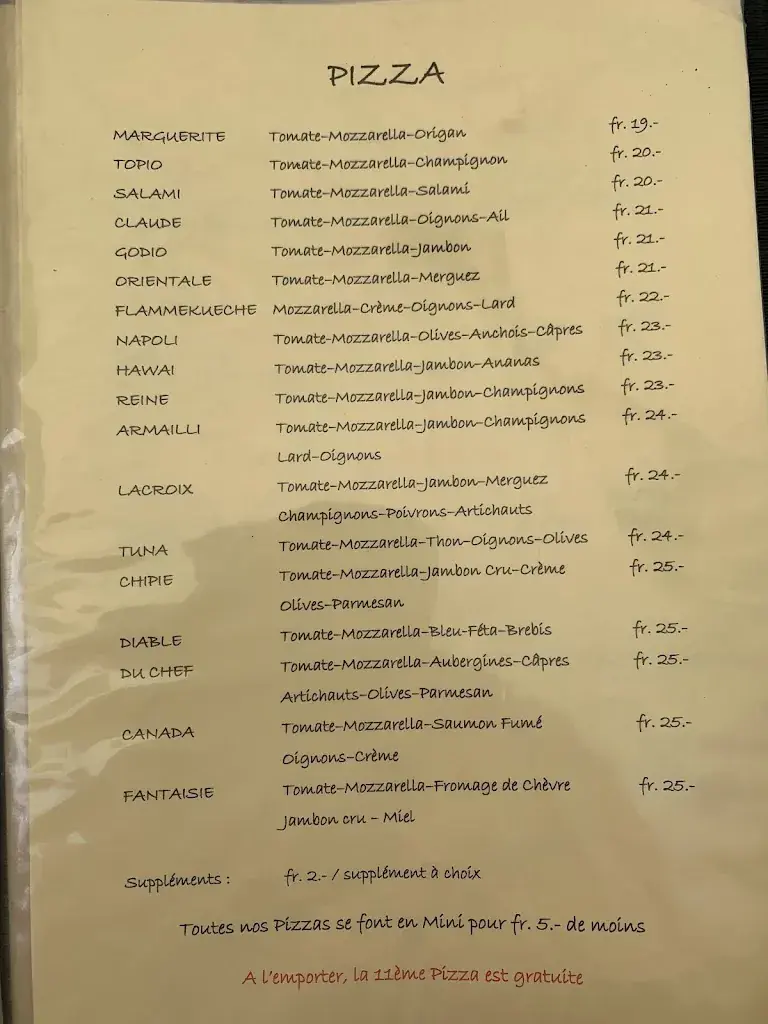 PIZZA
MARGUERITE Tomate-Mozzarella-Origan fr. 19.-
TOPIO Tomate-Mozzarella-Champignon fr. 20.-
SALAMI Tomate-Mozzarella-Salami fr. 20.-
CLAUDE Tomate-Mozzarella-Oignons-Ail fr. 21.-
GODIO Tomate-Mozzarella-Jambon fr. 21.-
ORIENTALE Tomate-Mozzarella-Merguez fr. 21.-
FLAMMEKUECHE Mozzarella-Crème-Oignons-Lard fr. 22.-
NAPOLI Tomate-Mozzarella-Olives-Anchois-Câpres fr. 23.-
HAWAI Tomate-Mozzarella-Jambon-Ananas fr. 23.-
REINE Tomate-Mozzarella-Jambon-Champignons fr. 23.-
ARMAILLI Tomate-Mozzarella-Jambon-Champignons fr. 24.-
Lard-Oignons
LACROIX Tomate-Mozzarella-Jambon-Merguez fr. 24.-
Champignons-Poivrons-Artichauts
TUNA Tomate-Mozzarella-Thon-Oignons-Olives fr. 24.-
CHIPIE Tomate-Mozzarella-Jambon Cru-Crème fr. 25.-
Olives-Parmesan
DIABLE Tomate-Mozzarella-Bleu-Féta-Brebis fr. 25.-
DU CHEF Tomate-Mozzarella-Aubergines-Câpres fr. 25.-
Artichauts-Olives-Parmesan
CANADA Tomate-Mozzarella-Saumon Fumé fr. 25.-
Oignons-Crème
FANTAISIE Tomate-Mozzarella-Fromage de Chèvre fr. 25.-
Jambon cru - Miel
Suppléments : fr. 2.- / supplément à choix
Toutes nos Pizzas se font en Mini pour fr. 5.- de moins
A l'emporter, la 11ème Pizza est gratuite